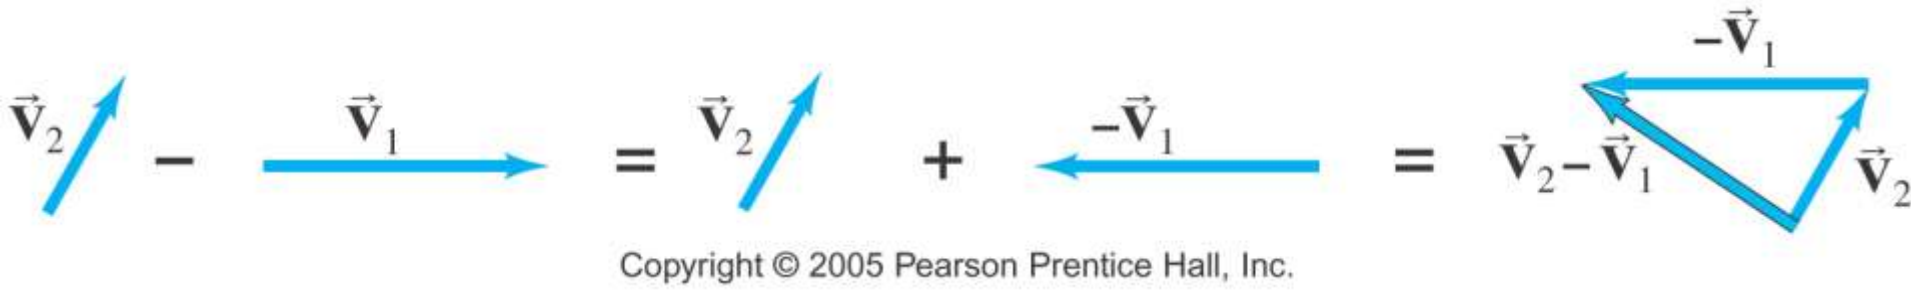 v⃗₂ − v⃗₁ = v⃗₂ + −v⃗₁ = v⃗₂ − v⃗₁ −v⃗₁ v⃗₂
Copyright © 2005 Pearson Prentice Hall, Inc.